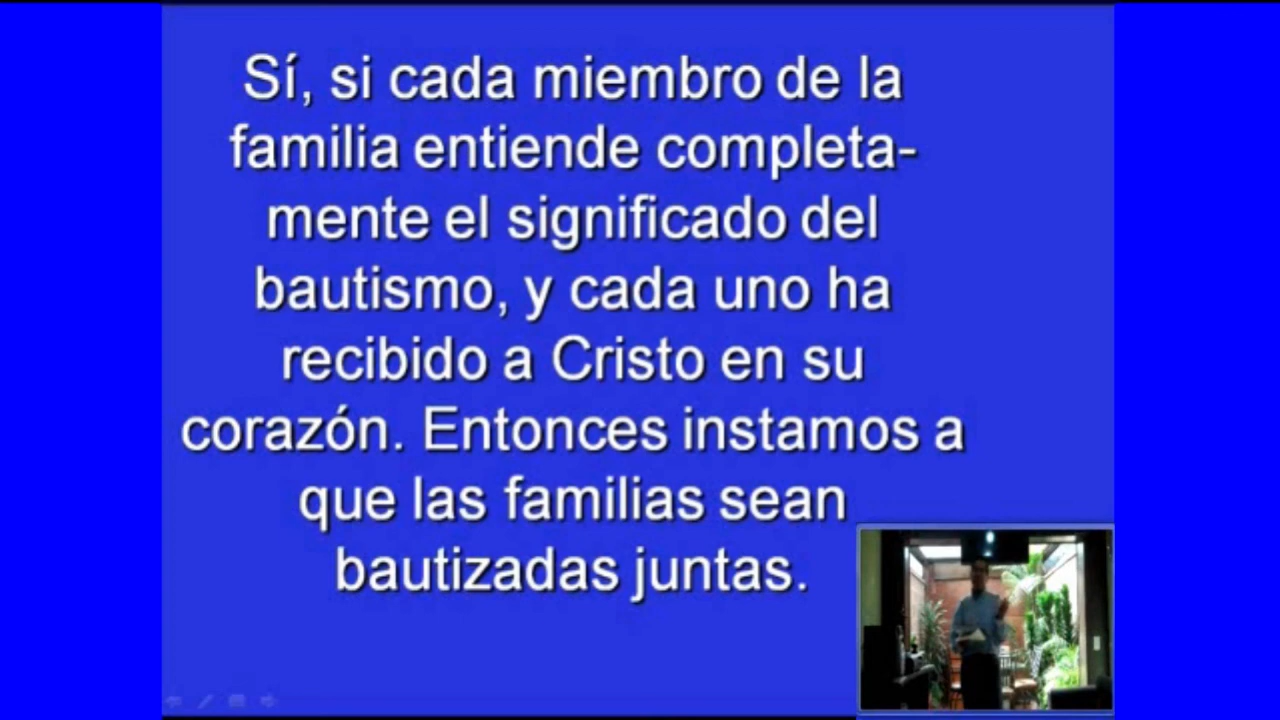 Sí, si cada miembro de la
familia entiende completa-
mente el significado del
bautismo, y cada uno ha
recibido a Cristo en su
corazón. Entonces instamos a
que las familias sean
bautizadas juntas.